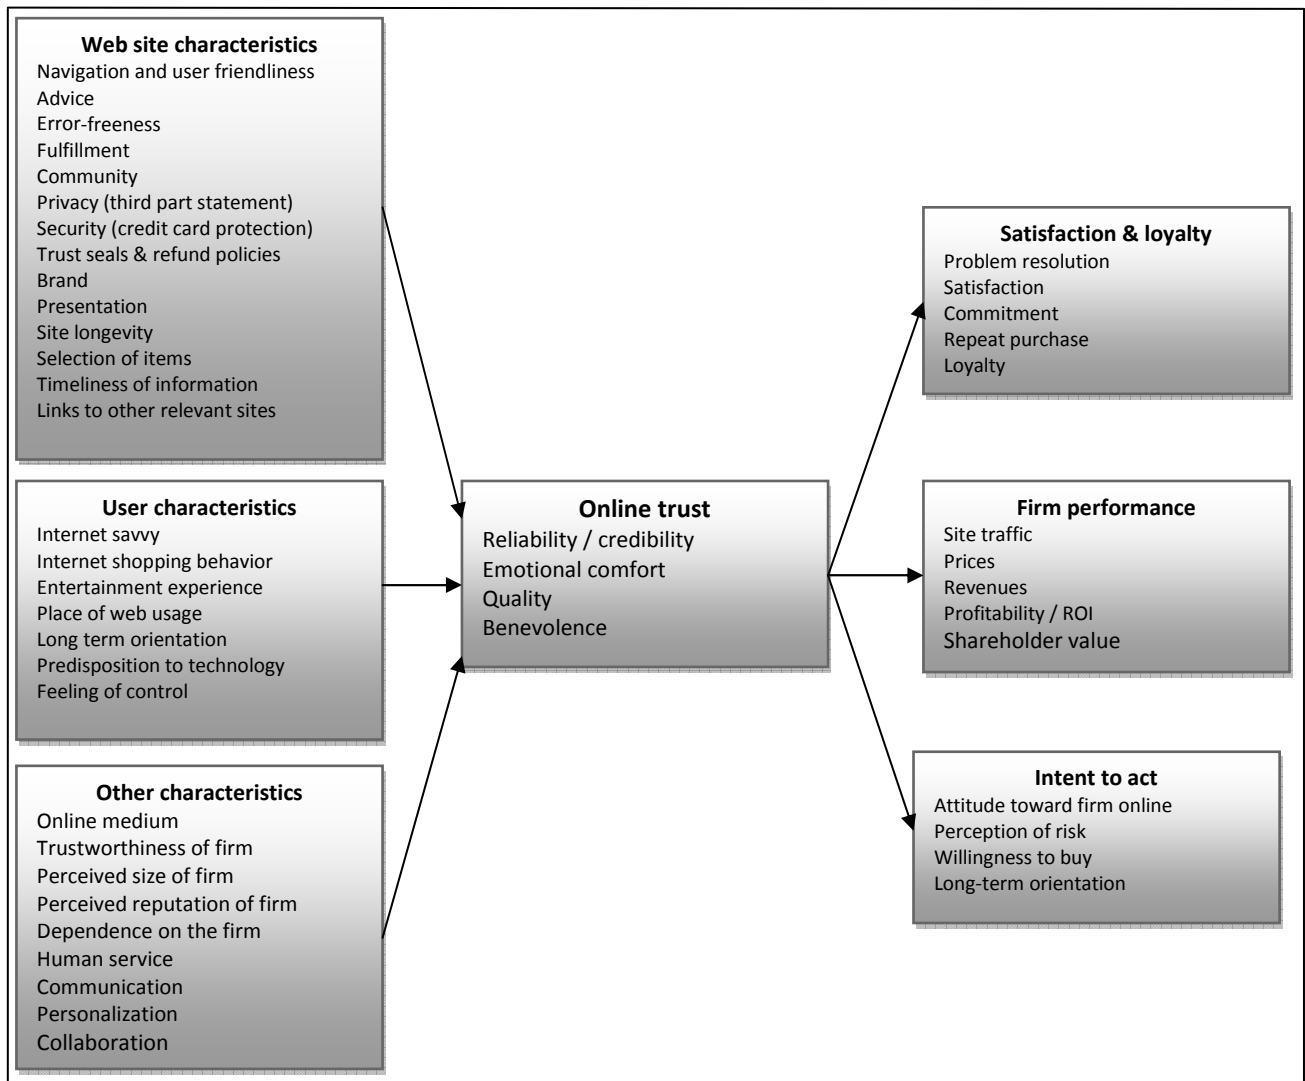 Web site characteristics
Navigation and user friendliness
Advice
Error-freeness
Fulfillment
Community
Privacy (third part statement)
Security (credit card protection)
Trust seals & refund policies
Brand
Presentation
Site longevity
Selection of items
Timeliness of information
Links to other relevant sites
User characteristics
Internet savvy
Internet shopping behavior
Entertainment experience
Place of web usage
Long term orientation
Predisposition to technology
Feeling of control
Other characteristics
Online medium
Trustworthiness of firm
Perceived size of firm
Perceived reputation of firm
Dependence on the firm
Human service
Communication
Personalization
Collaboration
Online trust
Reliability / credibility
Emotional comfort
Quality
Benevolence
Satisfaction & loyalty
Problem resolution
Satisfaction
Commitment
Repeat purchase
Loyalty
Firm performance
Site traffic
Prices
Revenues
Profitability / ROI
Shareholder value
Intent to act
Attitude toward firm online
Perception of risk
Willingness to buy
Long-term orientation